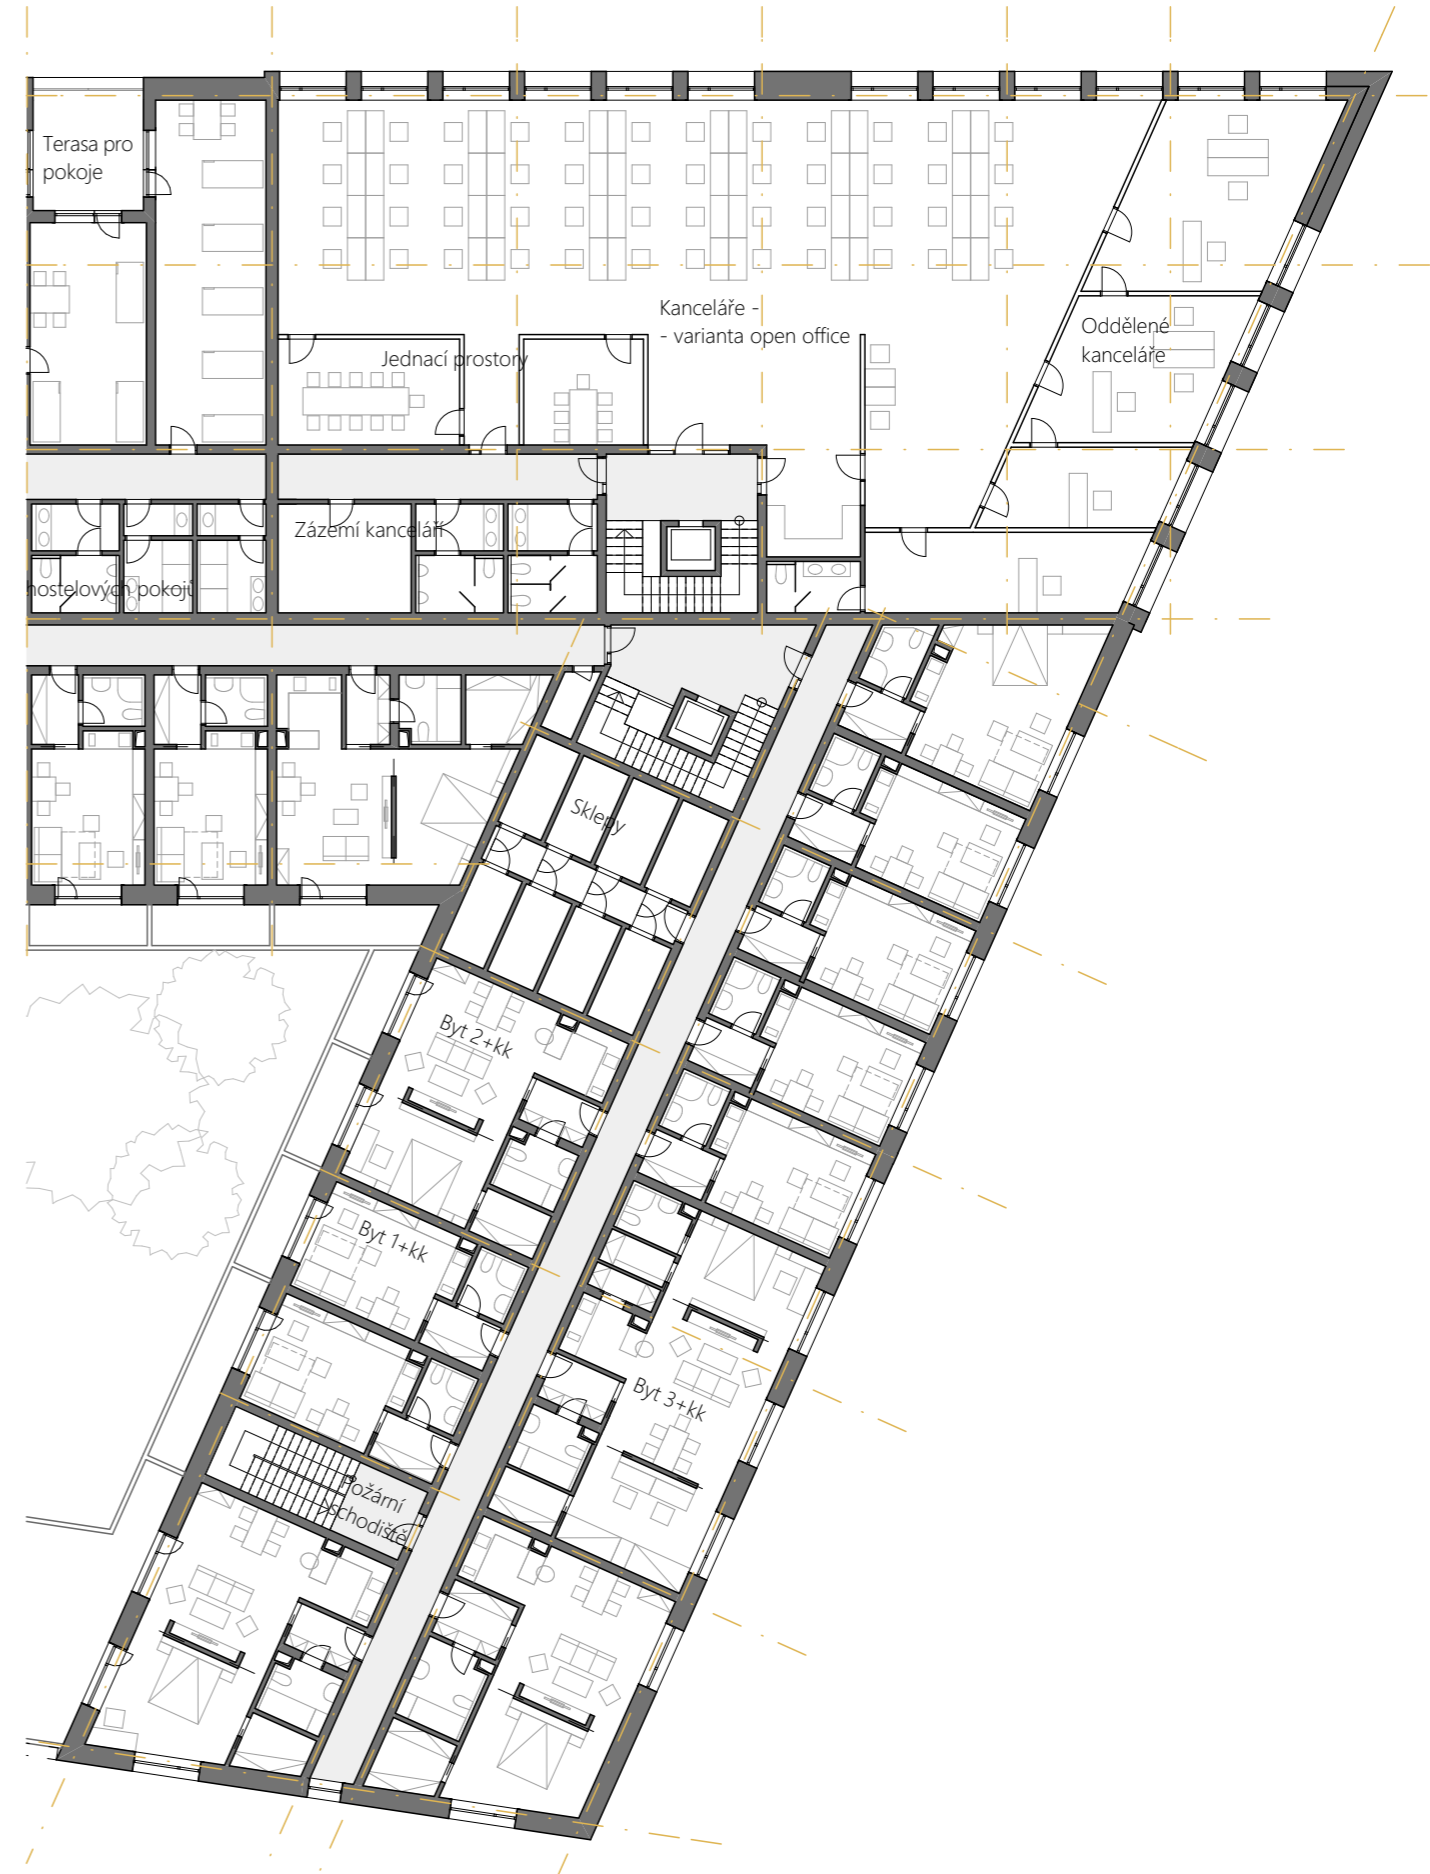 Terasa pro
pokoje
Kanceláře -
- varianta open office
Oddělené
kanceláře
Jednací prostory
Zázemí kanceláří
hostelových pokojů
Sklepy
Byt 2+kk
Byt 1+kk
Byt 3+kk
Požární
schodiště